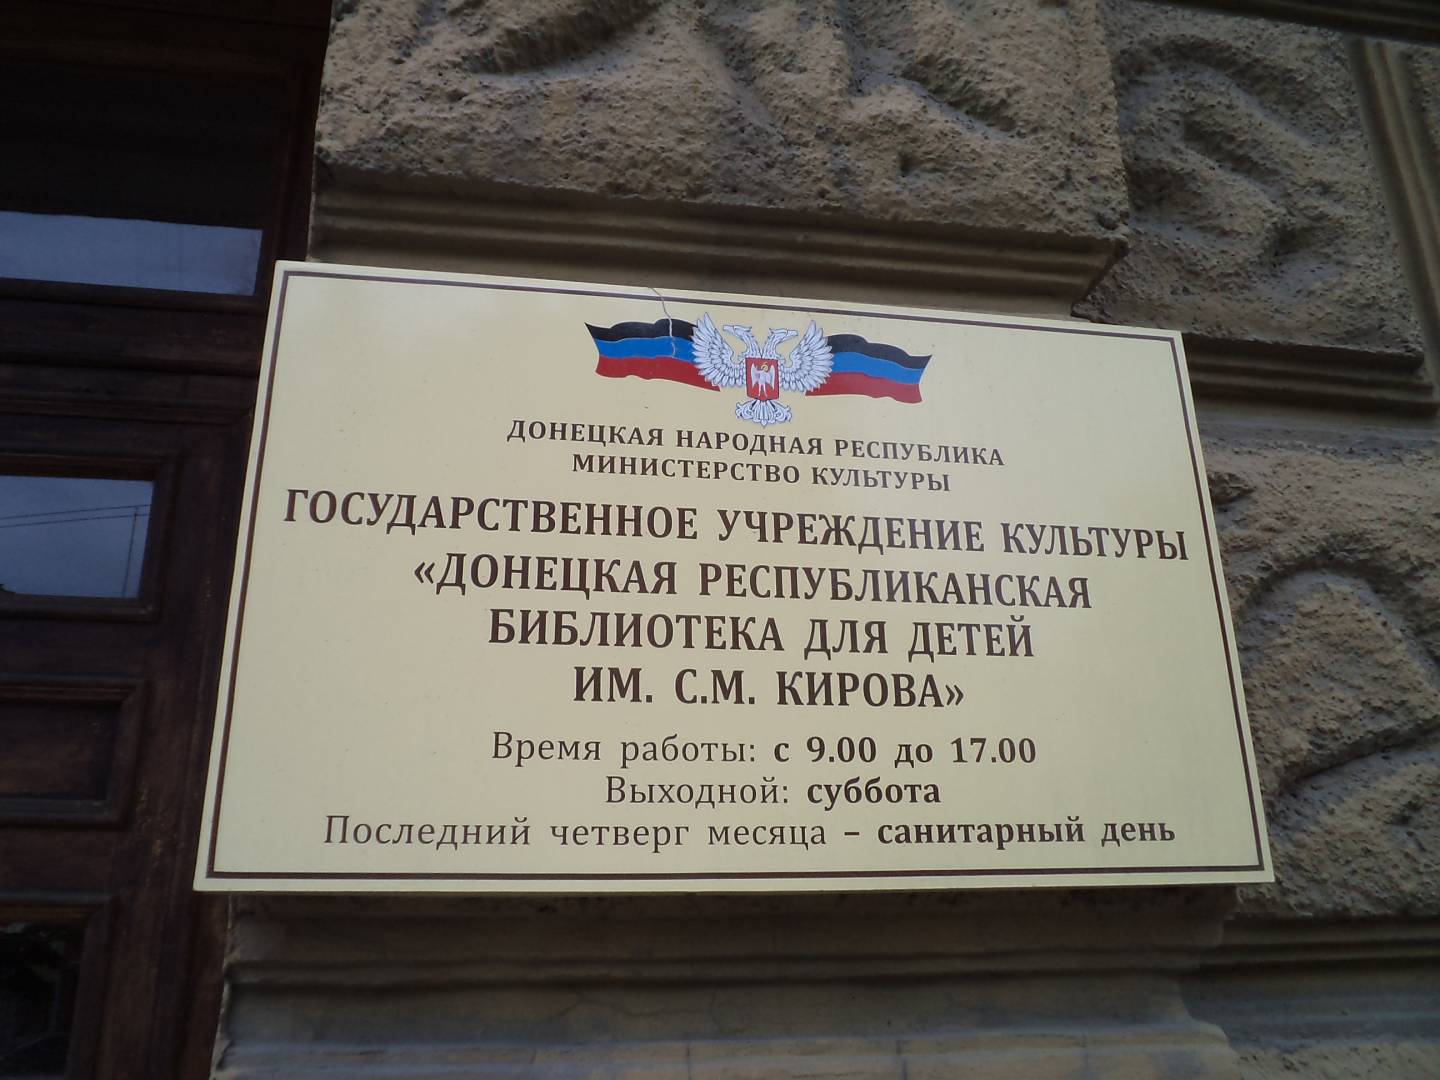 ДОНЕЦКАЯ НАРОДНАЯ РЕСПУБЛИКА
МИНИСТЕРСТВО КУЛЬТУРЫ
ГОСУДАРСТВЕННОЕ УЧРЕЖДЕНИЕ КУЛЬТУРЫ
«ДОНЕЦКАЯ РЕСПУБЛИКАНСКАЯ
БИБЛИОТЕКА ДЛЯ ДЕТЕЙ
ИМ. С.М. КИРОВА»
Время работы: с 9.00 до 17.00
Выходной: суббота
Последний четверг месяца – санитарный день